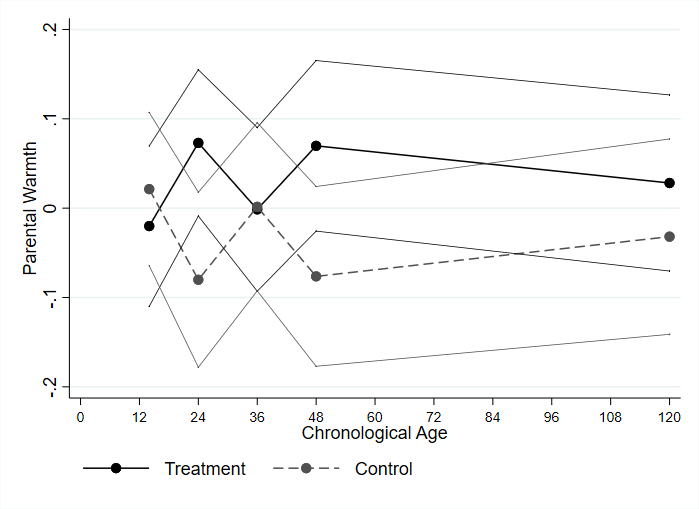 .2
.1
0
-.1
-.2
Parental Warmth
0 12 24 36 48 60 72 84 96 108 120
Chronological Age
Treatment Control